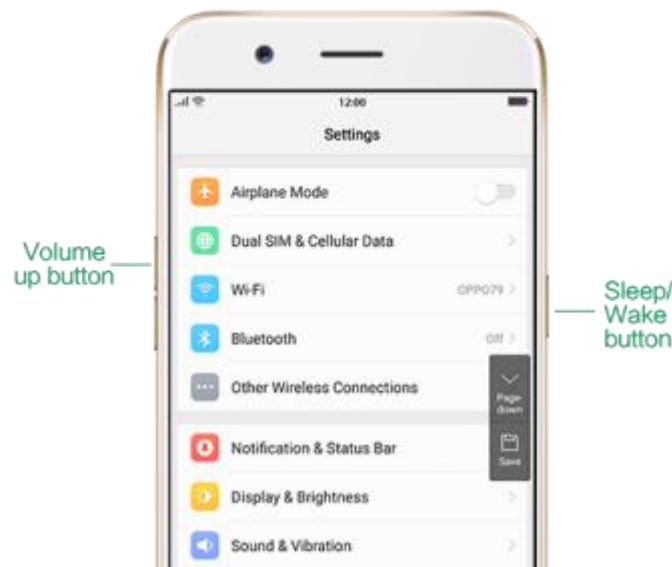 12:00
Settings
Airplane Mode
Dual SIM & Cellular Data
Wi-Fi
OPPO79
Bluetooth
Off
Other Wireless Connections
Page-
down
Save
Notification & Status Bar
Display & Brightness
Sound & Vibration
Volume
up button
Sleep/
Wake
button